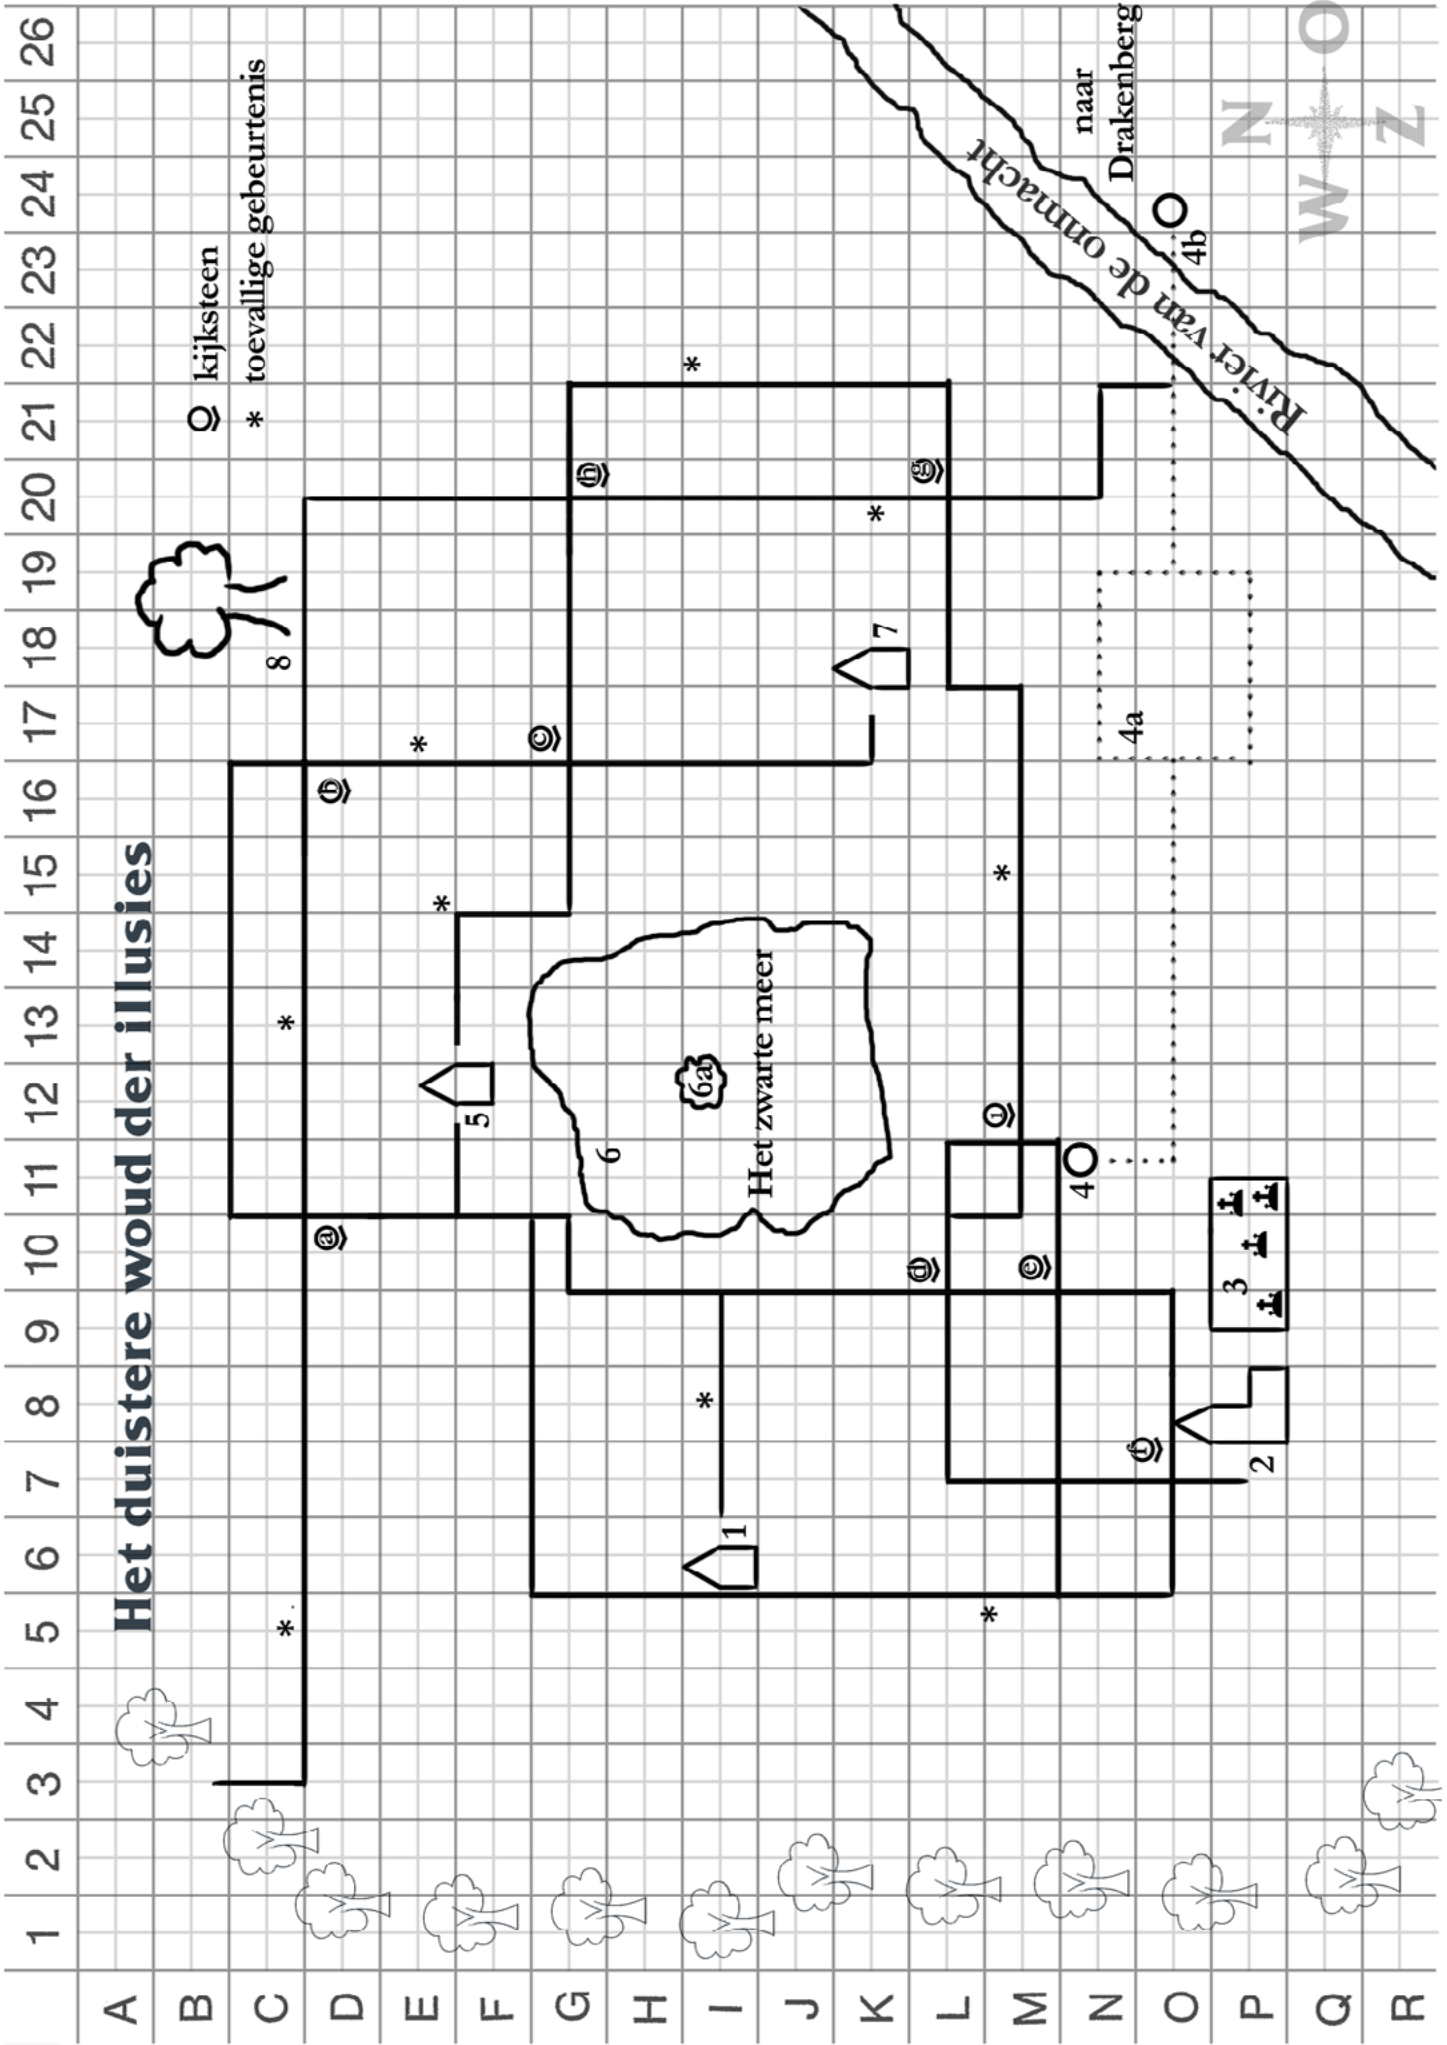 Het duistere woud der illusies
1 2 3 4 5 6 7 8 9 10 11 12 13 14 15 16 17 18 19 20 21 22 23 24 25 26
A
B
C
D
E
F
G
H
I
J
K
L
M
N
O
P
Q
R
kijksteen
* toevallige gebeurtenis
8
* * *
a b
* *
5
c
h
6
6a
Het zwarte meer
*
*
1
7
*
d
g
*
*
i
e
4
4a
f
2
3
4b
naar
Drakenberg
Rivier van de onmacht
N
W O
Z